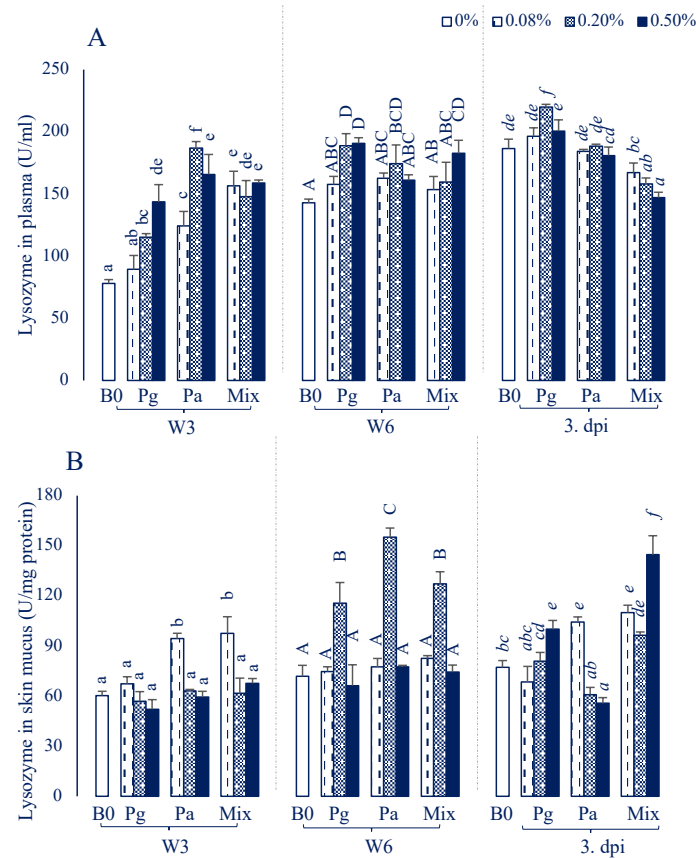 0% 0.08% 0.20% 0.50%
A
Lysozyme in plasma (U/ml)
250
200
150
100
50
0
a ab bc de c f e e de e
A ABC D D ABC BCD ABC AB ABC CD
de de f e de de cd bc ab a
B0 Pg Pa Mix B0 Pg Pa Mix B0 Pg Pa Mix
W3 W6 3. dpi
B
Lysozyme in skin mucus (U/mg protein)
180
150
120
90
60
30
0
a a a a b a a b a a
A A B A A C A A B A
bc abc cd e e ab a e de f
B0 Pg Pa Mix B0 Pg Pa Mix B0 Pg Pa Mix
W3 W6 3. dpi